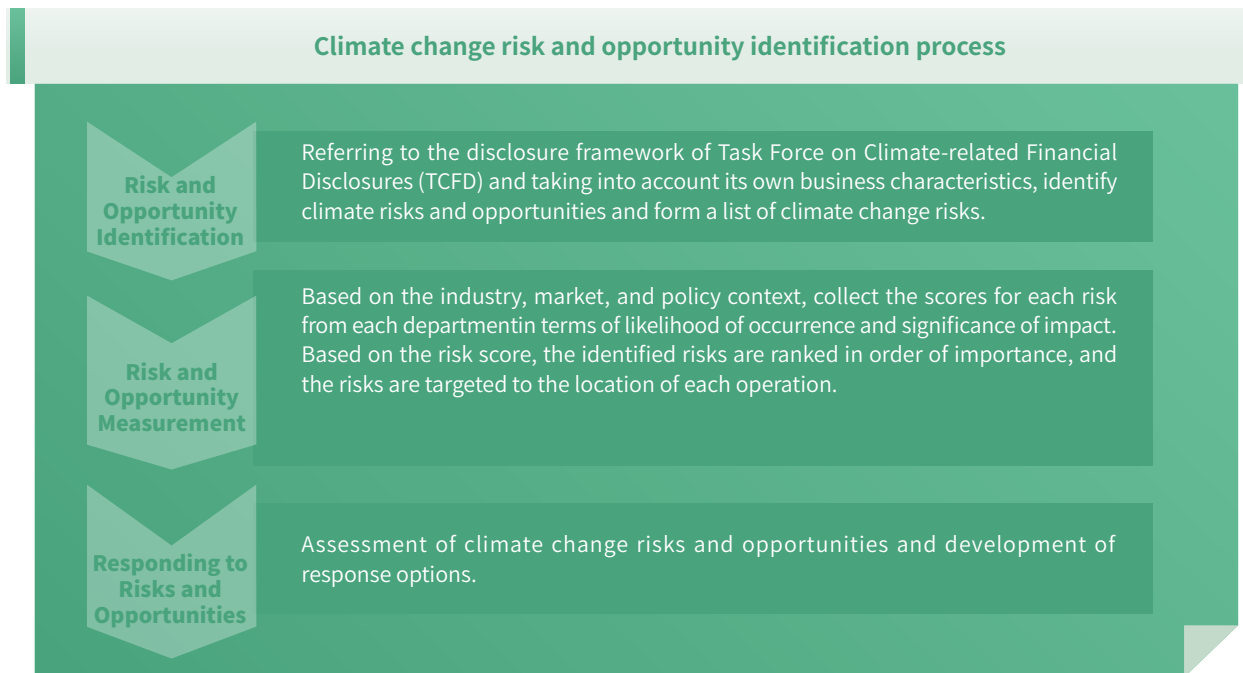 Climate change risk and opportunity identification process
Risk and
Opportunity
Identification
Referring to the disclosure framework of Task Force on Climate-related Financial
Disclosures (TCFD) and taking into account its own business characteristics, identify
climate risks and opportunities and form a list of climate change risks.
Risk and
Opportunity
Measurement
Based on the industry, market, and policy context, collect the scores for each risk
from each departmentin terms of likelihood of occurrence and significance of impact.
Based on the risk score, the identified risks are ranked in order of importance, and
the risks are targeted to the location of each operation.
Responding to
Risks and
Opportunities
Assessment of climate change risks and opportunities and development of
response options.